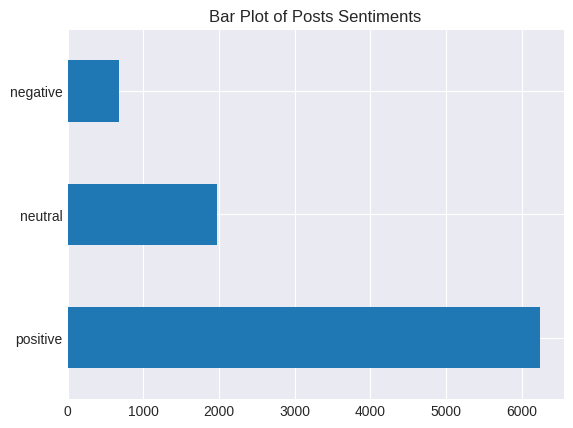 Bar Plot of Posts Sentiments
negative
neutral
positive
0 1000 2000 3000 4000 5000 6000